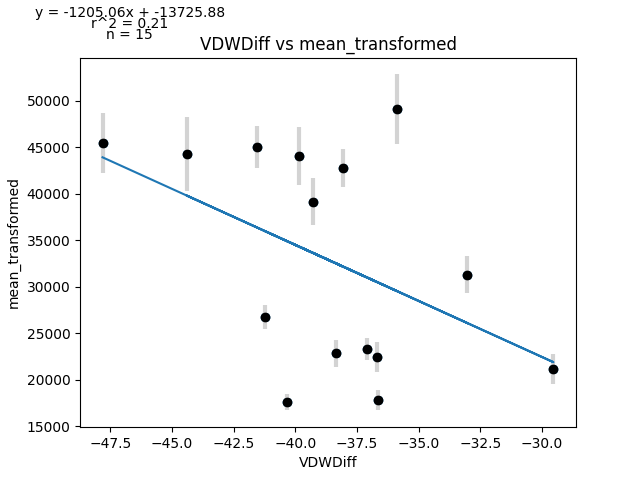 y = -1205.06x + -13725.88
r^2 = 0.21
n = 15
VDWDiff vs mean_transformed
mean_transformed
50000
45000
40000
35000
30000
25000
20000
15000
−47.5 −45.0 −42.5 −40.0 −37.5 −35.0 −32.5 −30.0
VDWDiff